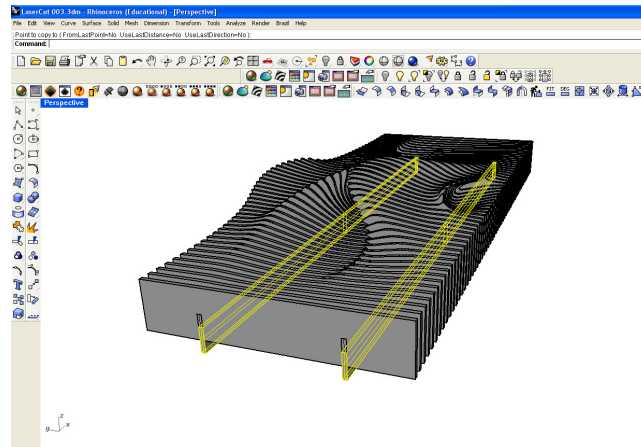 LaserCut 003.3dm - Rhinoceros (Educational) - [Perspective]
File Edit View Curve Surface Solid Mesh Dimension Transform Tools Analyze Render Brazil Help
Point to copy to ( FromLastPoint=No UseLastDistance=No UseLastDirection=No ):
Command:
Perspective
z
y
x